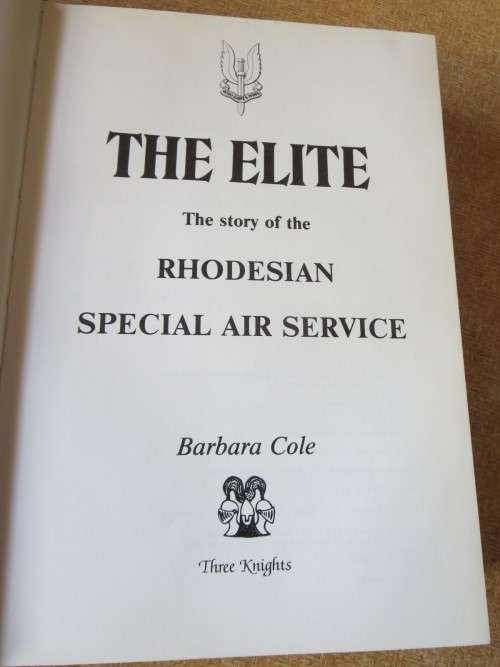 THE ELITE
The story of the
RHODESIAN
SPECIAL AIR SERVICE
Barbara Cole
Three Knights